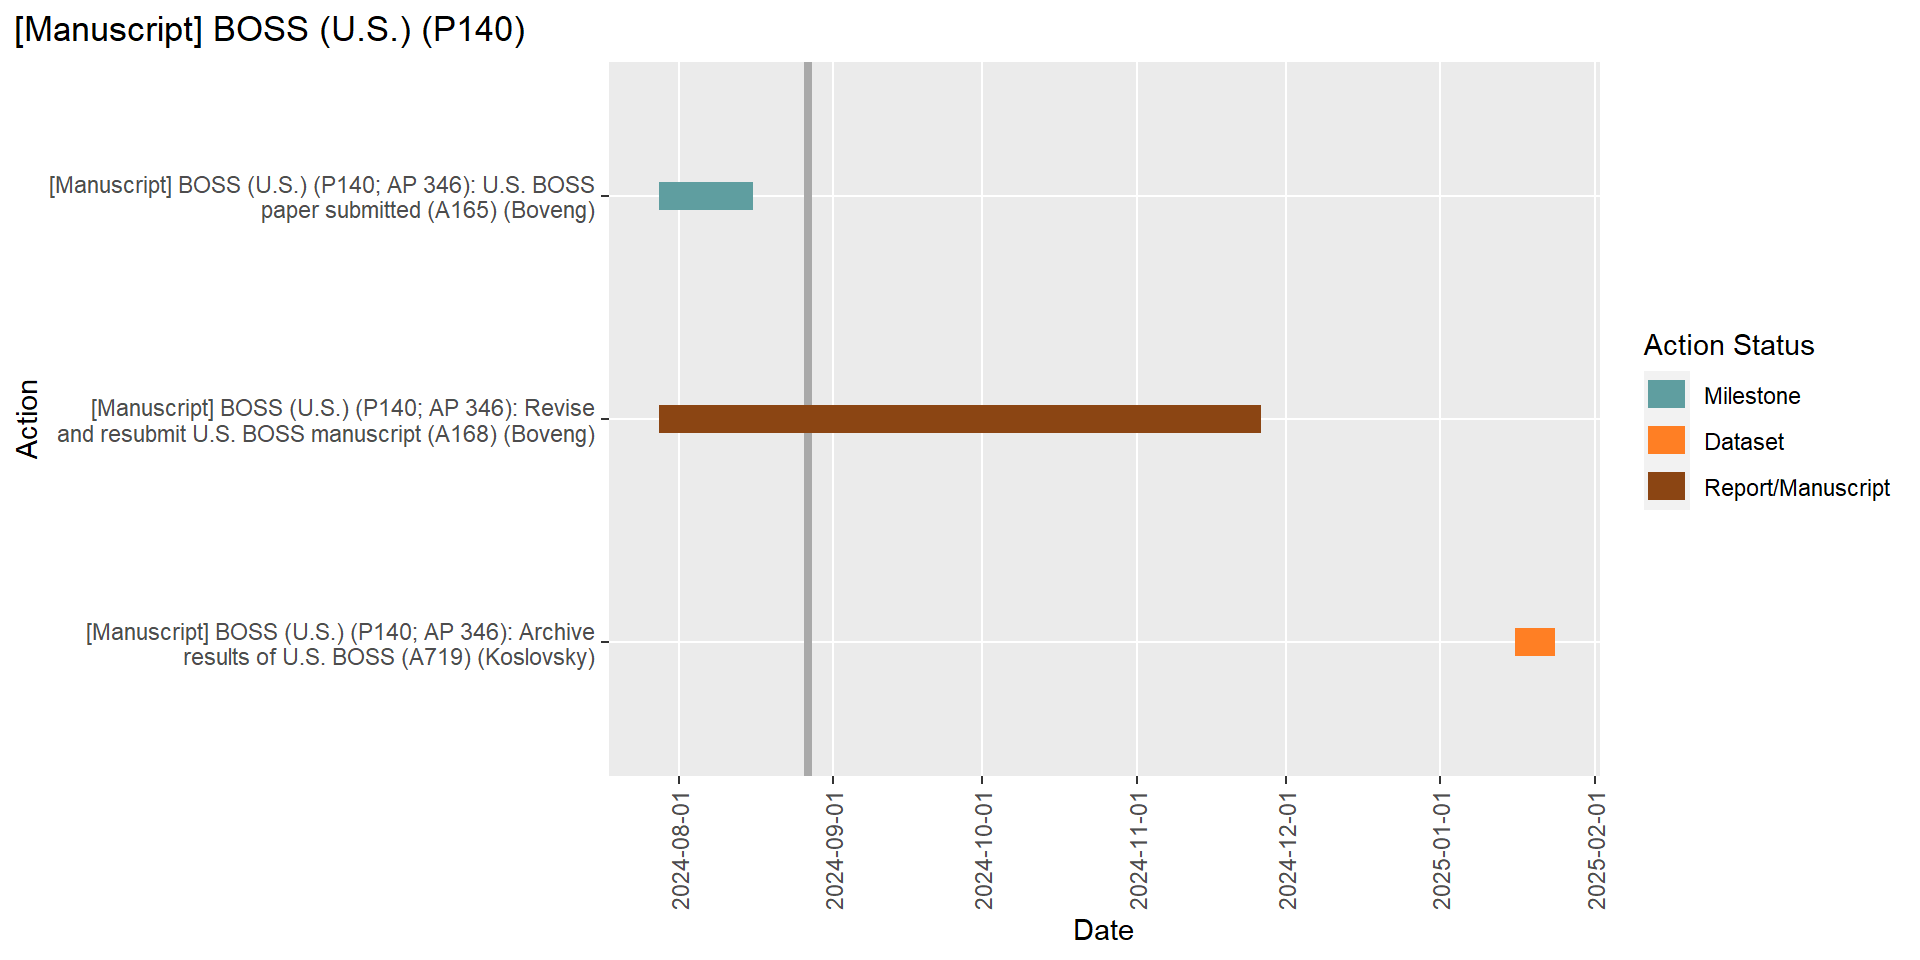 [Manuscript] BOSS (U.S.) (P140)
Action
[Manuscript] BOSS (U.S.) (P140; AP 346): U.S. BOSS
paper submitted (A165) (Boveng)
[Manuscript] BOSS (U.S.) (P140; AP 346): Revise
and resubmit U.S. BOSS manuscript (A168) (Boveng)
[Manuscript] BOSS (U.S.) (P140; AP 346): Archive
results of U.S. BOSS (A719) (Koslovsky)
2024-08-01
2024-09-01
2024-10-01
2024-11-01
2024-12-01
2025-01-01
2025-02-01
Date
Action Status
Milestone
Dataset
Report/Manuscript